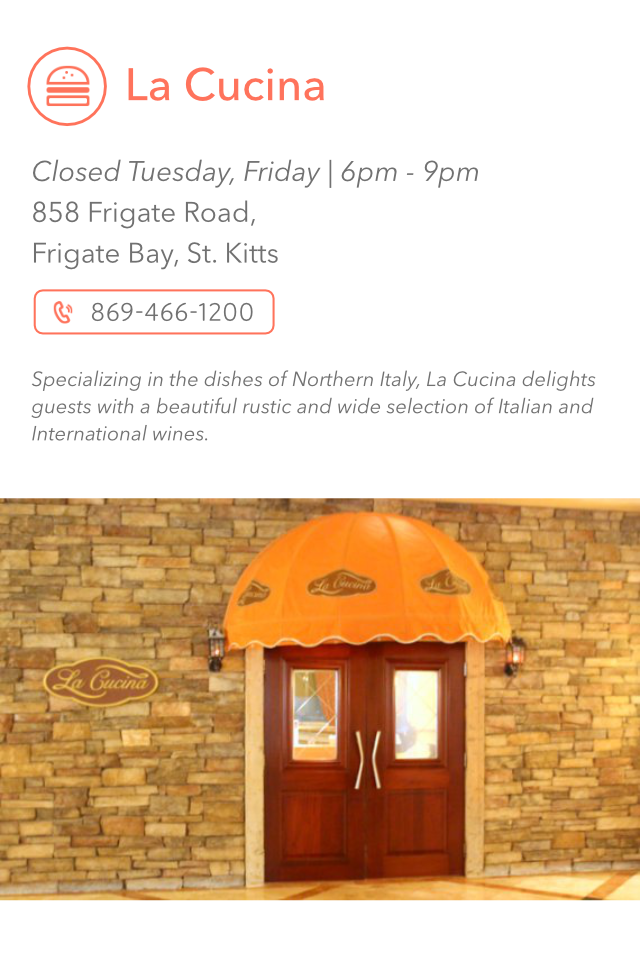 La Cucina
Closed Tuesday, Friday | 6pm - 9pm
858 Frigate Road,
Frigate Bay, St. Kitts
869-466-1200
Specializing in the dishes of Northern Italy, La Cucina delights
guests with a beautiful rustic and wide selection of Italian and
International wines.
La Cucina
La Cucina